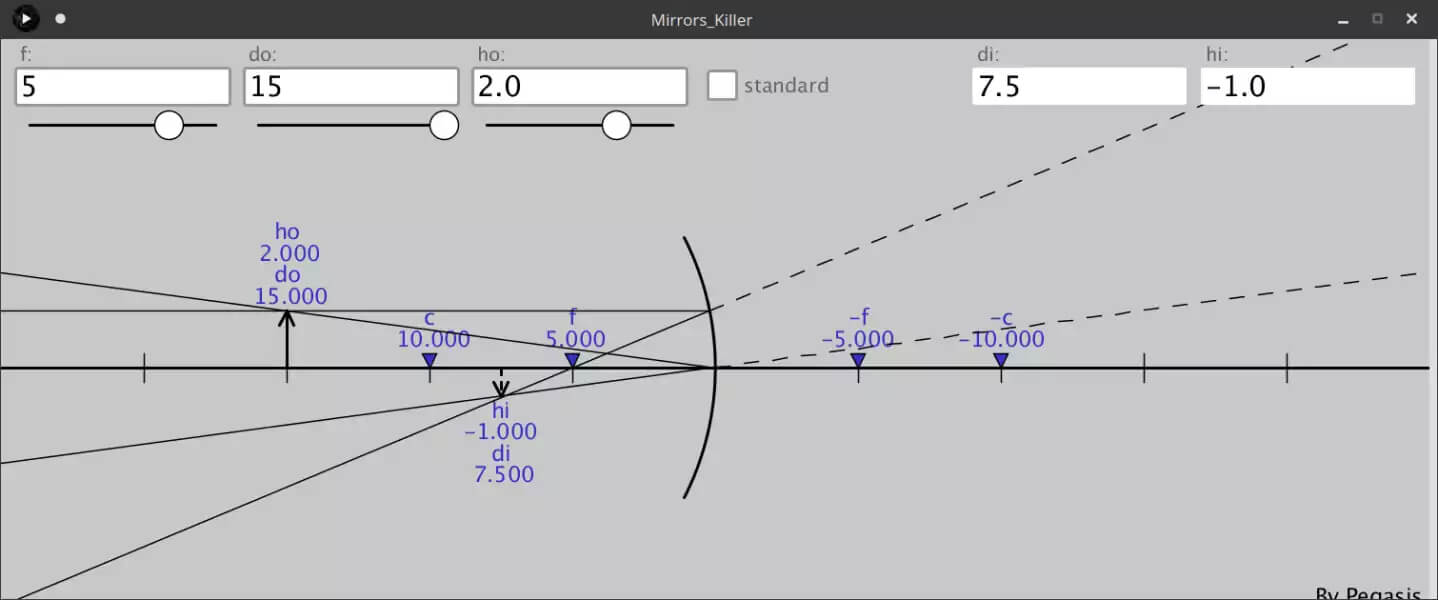 Mirrors_Killer
f: do: ho: di: hi:
5 15 2.0 standard 7.5 -1.0
ho
2.000
do
15.000
c f -f -c
10.000 5.000 -5.000 -10.000
hi
-1.000
di
7.500
By Pegasis